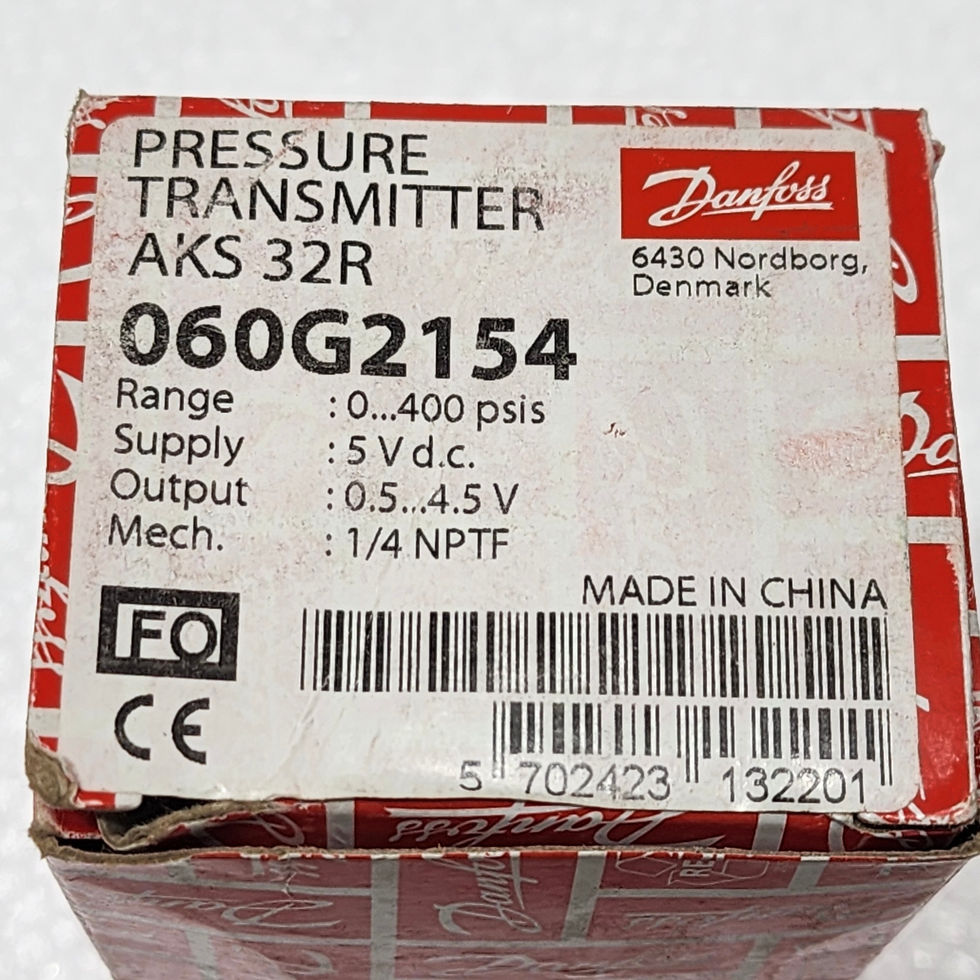 PRESSURE
TRANSMITTER
AKS 32R
Danfoss
6430 Nordborg,
Denmark
060G2154
Range : 0...400 psis
Supply : 5 V d.c.
Output : 0.5...4.5 V
Mech. : 1/4 NPTF
MADE IN CHINA
FO
CE
5 702423 132201
Danfoss